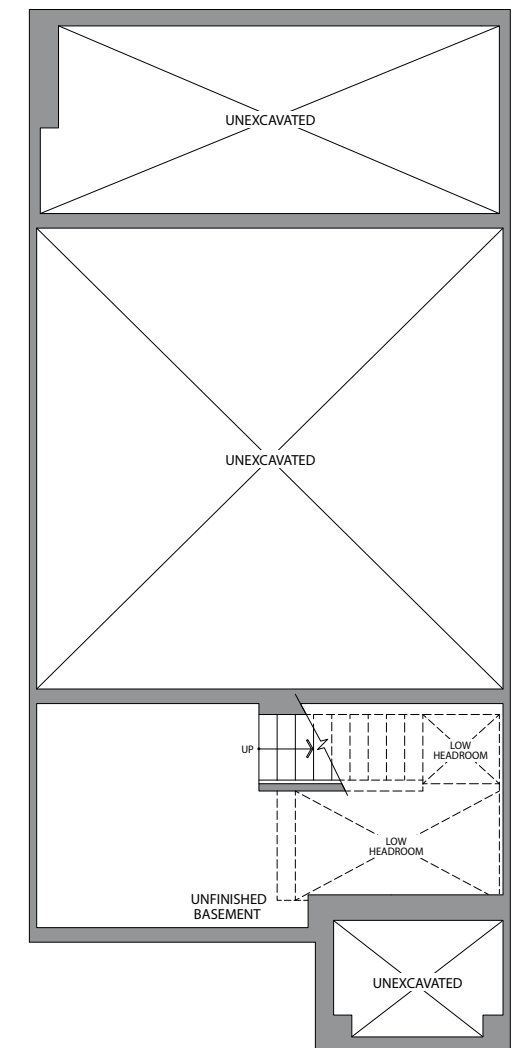 UNEXCAVATED
UNEXCAVATED
UP
LOW
HEADROOM
LOW
HEADROOM
UNFINISHED
BASEMENT
UNEXCAVATED